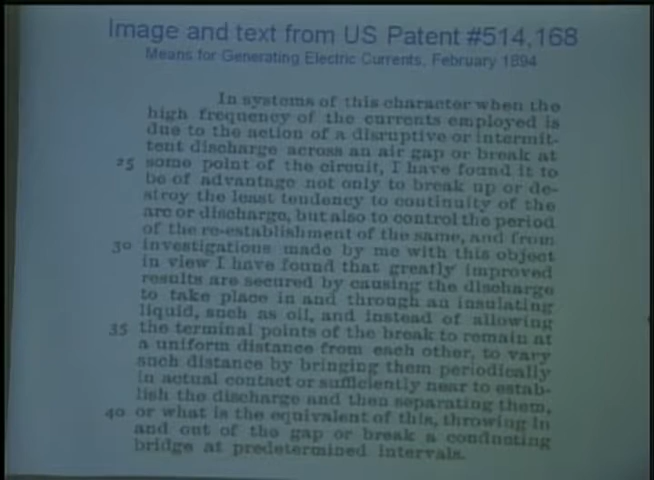 Image and text from US Patent #514,168
Means for Generating Electric Currents, February 1894
In systems of this character when the
high frequency of the currents employed is
due to the action of a disruptive or intermit-
tent discharge across an air gap or break at
25 some point of the circuit, I have found it to
be of advantage not only to break up or de-
stroy the least tendency to continuity of the
arc or discharge, but also to control the period
of the re-establishment of the same, and from
30 investigations made by me with this object
in view I have found that greatly improved
results are secured by causing the discharge
to take place in and through an insulating
liquid, such as oil, and instead of allowing
35 the terminal points of the break to remain at
a uniform distance from each other, to vary
such distance by bringing them periodically
in actual contact or sufficiently near to estab-
lish the discharge and then separating them,
40 or what is the equivalent of this, throwing in
and out of the gap or break a conducting
bridge at predetermined intervals.